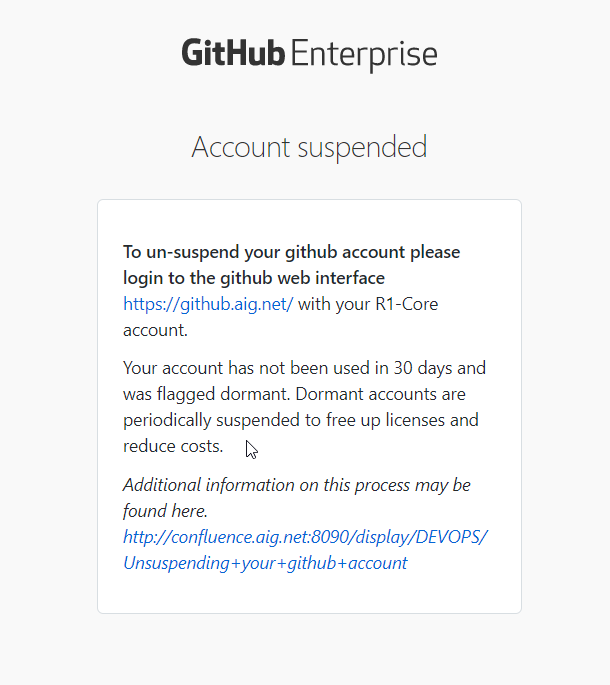 GitHub Enterprise
Account suspended
To un-suspend your github account please
login to the github web interface
https://github.aig.net/ with your R1-Core
account.
Your account has not been used in 30 days and
was flagged dormant. Dormant accounts are
periodically suspended to free up licenses and
reduce costs.
Additional information on this process may be
found here.
http://confluence.aig.net:8090/display/DEVOPS/
Unsuspending+your+github+account